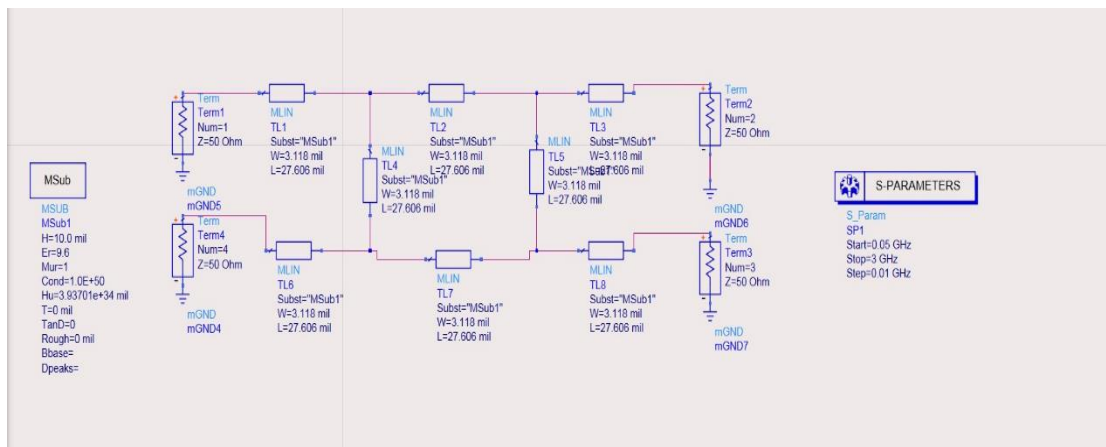 Term
Term1
Num=1
Z=50 Ohm
mGND
mGND5
MLIN
TL1
Subst="MSub1"
W=3.118 mil
L=27.606 mil
MLIN
TL2
Subst="MSub1"
W=3.118 mil
L=27.606 mil
MLIN
TL3
Subst="MSub1"
W=3.118 mil
L=27.606 mil
Term
Term2
Num=2
Z=50 Ohm
mGND
mGND6
MLIN
TL4
Subst="MSub1"
W=3.118 mil
L=27.606 mil
MLIN
TL5
Subst="MSub1"
W=3.118 mil
L=27.606 mil
MSub
MSUB
MSub1
H=10.0 mil
Er=9.6
Mur=1
Cond=1.0E+50
Hu=3.93701e+34 mil
T=0 mil
TanD=0
Rough=0 mil
Bbase=
Dpeaks=
Term
Term4
Num=4
Z=50 Ohm
mGND
mGND4
MLIN
TL6
Subst="MSub1"
W=3.118 mil
L=27.606 mil
MLIN
TL7
Subst="MSub1"
W=3.118 mil
L=27.606 mil
MLIN
TL8
Subst="MSub1"
W=3.118 mil
L=27.606 mil
Term
Term3
Num=3
Z=50 Ohm
mGND
mGND7
S-PARAMETERS
S_Param
SP1
Start=0.05 GHz
Stop=3 GHz
Step=0.01 GHz